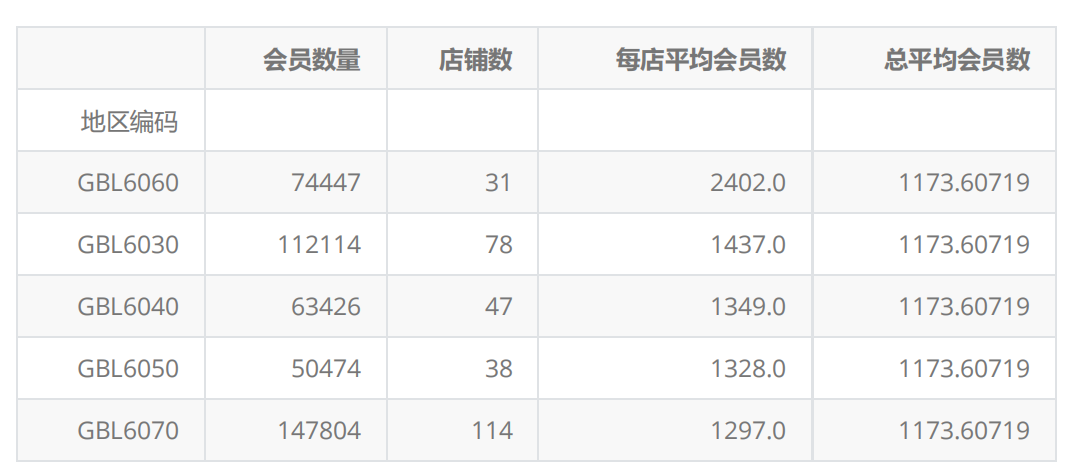 会员数量 店铺数 每店平均会员数 总平均会员数
地区编码
GBL6060 74447 31 2402.0 1173.60719
GBL6030 112114 78 1437.0 1173.60719
GBL6040 63426 47 1349.0 1173.60719
GBL6050 50474 38 1328.0 1173.60719
GBL6070 147804 114 1297.0 1173.60719